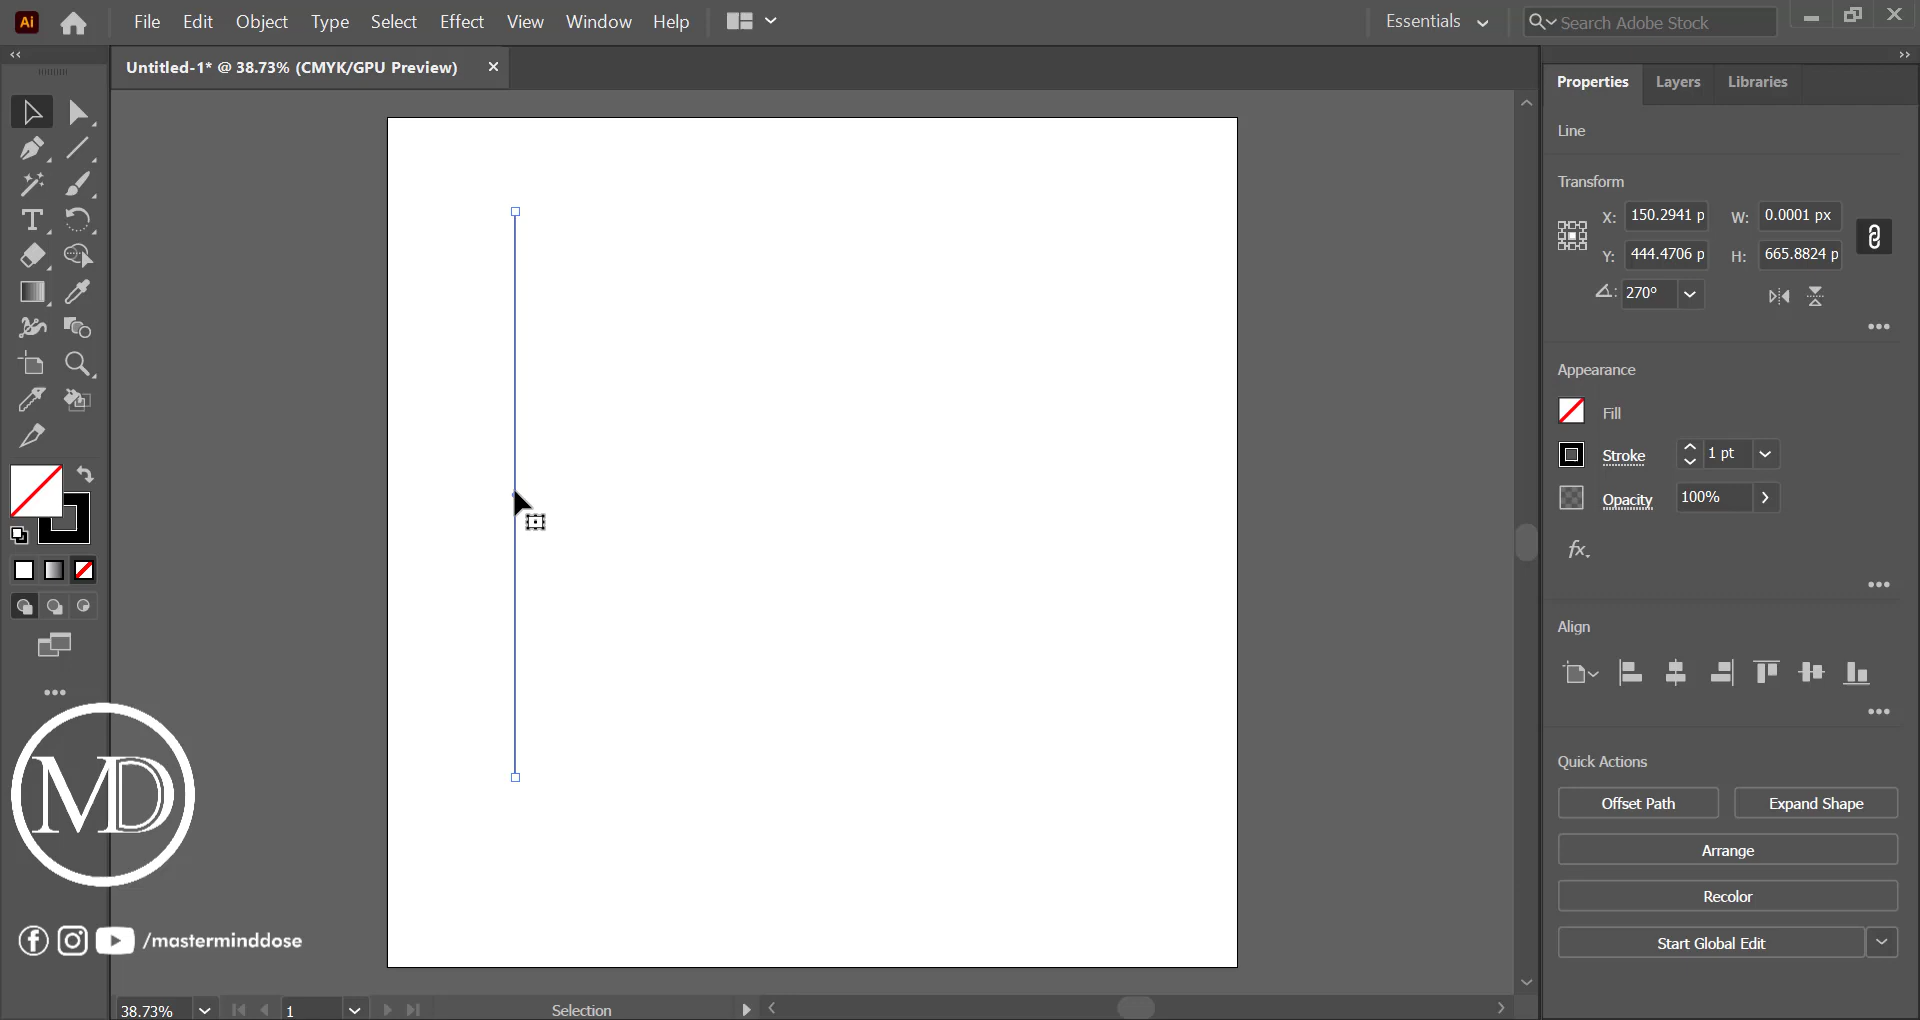 Ai
File Edit Object Type Select Effect View Window Help
Essentials
Search Adobe Stock
Untitled-1* @ 38.73% (CMYK/GPU Preview)
Properties Layers Libraries
Line
Transform
X: 150.2941 p W: 0.0001 px
Y: 444.4706 p H: 665.8824 p
270°
Appearance
Fill
Stroke 1 pt
Opacity 100%
fx
Align
Quick Actions
Offset Path Expand Shape
Arrange
Recolor
Start Global Edit
MD
/masterminddose
38.73% 1 Selection